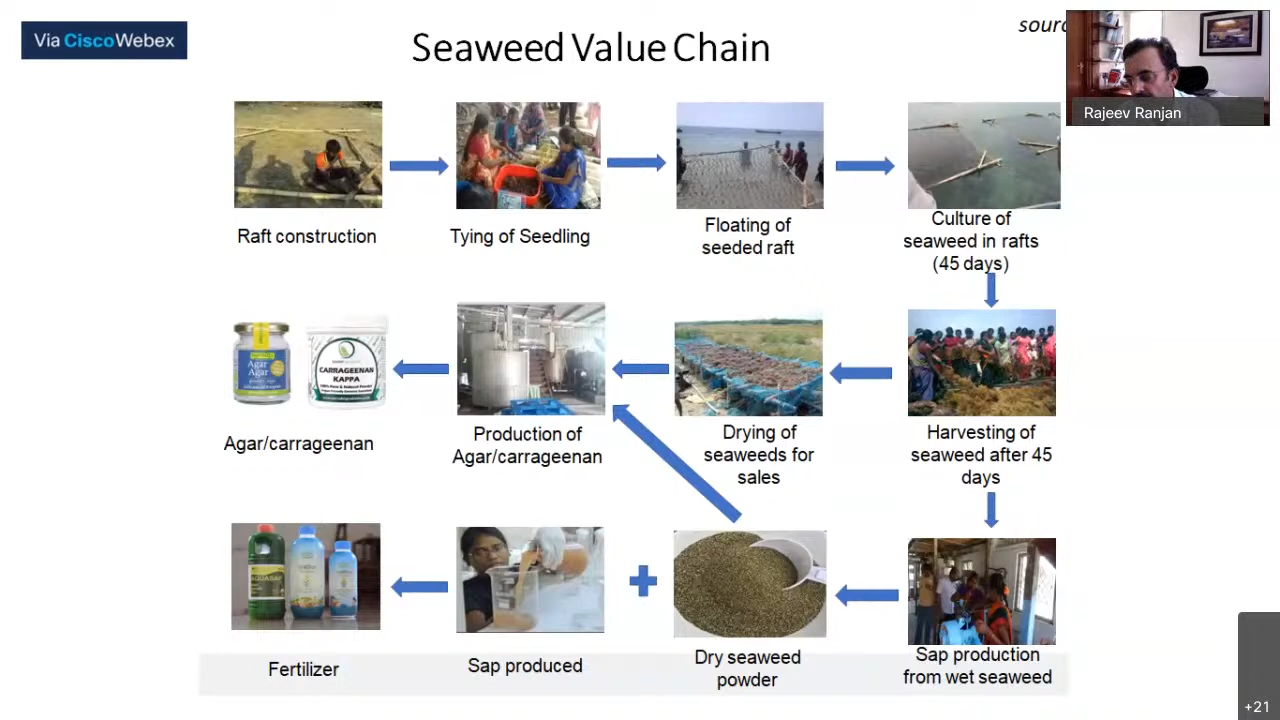 Via Cisco Webex
Seaweed Value Chain
Rajeev Ranjan
Raft construction
Tying of Seedling
Floating of
seeded raft
Culture of
seaweed in rafts
(45 days)
Agar
Agar
CARRAGEENAN
KAPPA
Agar/carrageenan
Production of
Agar/carrageenan
Drying of
seaweeds for
sales
Harvesting of
seaweed after 45
days
Fertilizer
Sap produced
Dry seaweed
powder
Sap production
from wet seaweed
+21